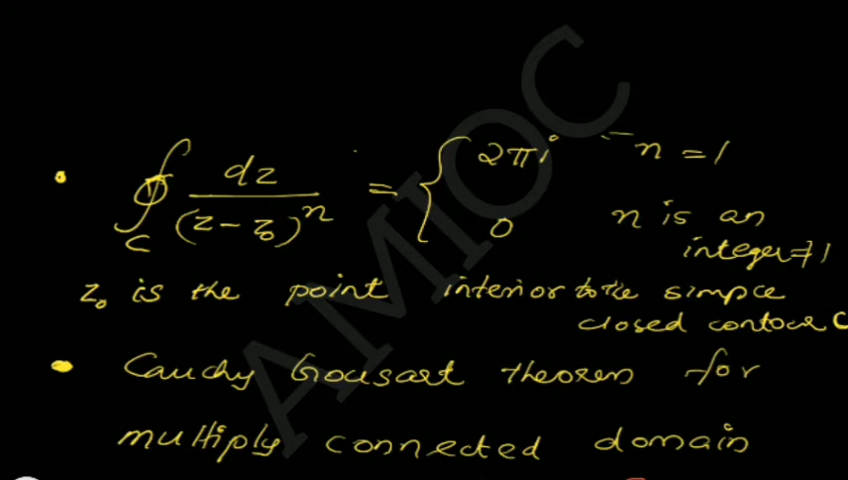 • ∮_C dz/(z - z₀)ⁿ = { 2πi n = 1
0 n is an integer ≠ 1
z₀ is the point interior to the simple
closed contour C
• Cauchy Goursat theorem for
multiply connected domain
AMIOC